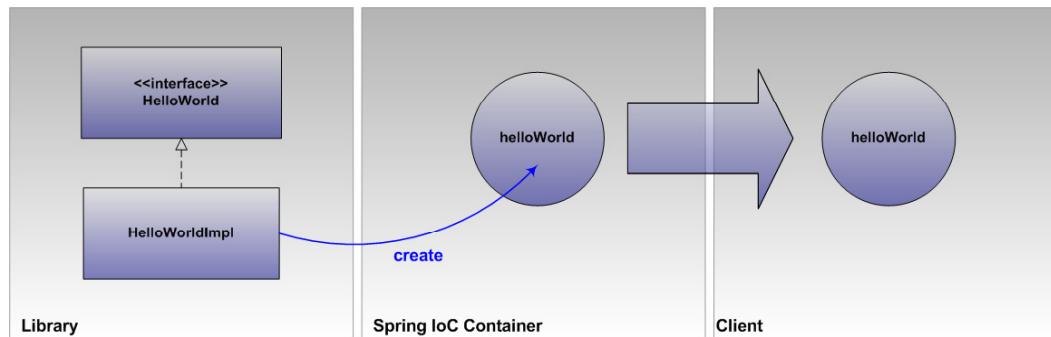 <<interface>>
HelloWorld
HelloWorldImpl
create
Library
helloWorld
Spring IoC Container
helloWorld
Client